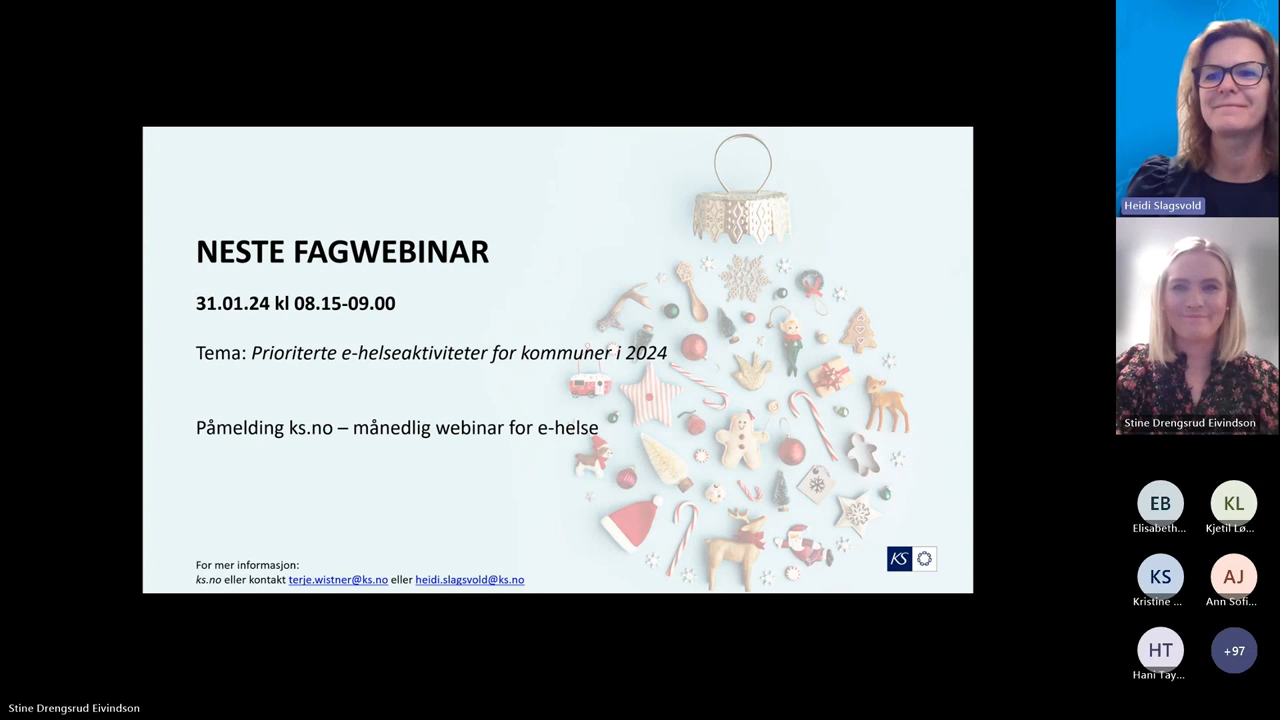 NESTE FAGWEBINAR
31.01.24 kl 08.15-09.00
Tema: Prioriterte e-helseaktiviteter for kommuner i 2024
Påmelding ks.no – månedlig webinar for e-helse
For mer informasjon:
ks.no eller kontakt terje.wistner@ks.no eller heidi.slagsvold@ks.no
KS
Heidi Slagsvold
Stine Drengsrud Eivindson
EB
Elisabeth...
KL
Kjetil Lø...
KS
Kristine ...
AJ
Ann Sofi...
HT
Hani Tay...
+97
Stine Drengsrud Eivindson